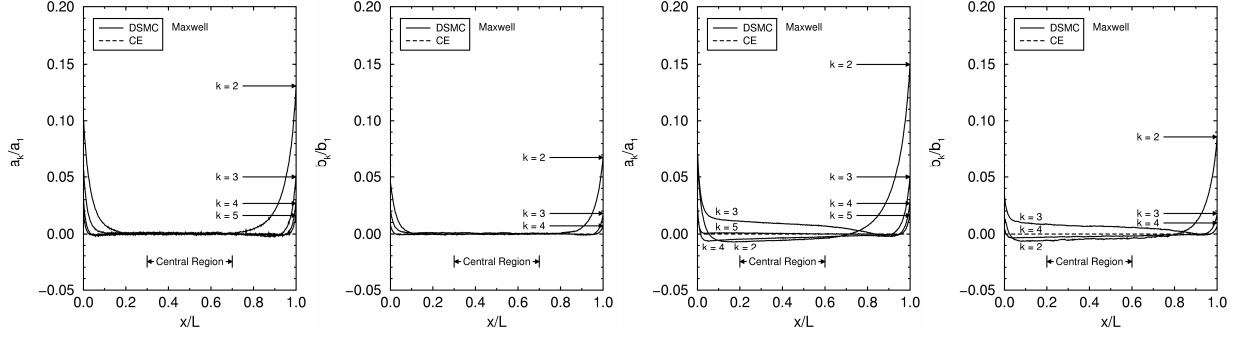 0.20
DSMC
Maxwell
CE
0.15
k = 2
0.10
a_k/a_1
k = 3
0.05
k = 4
k = 5
0.00
Central Region
−0.05
0.0 0.2 0.4 0.6 0.8 1.0
x/L
0.20
DSMC
Maxwell
CE
0.15
0.10
b_k/b_1
k = 2
0.05
k = 3
k = 4
0.00
Central Region
−0.05
0.0 0.2 0.4 0.6 0.8 1.0
x/L
0.20
DSMC
Maxwell
CE
0.15
k = 2
0.10
a_k/a_1
k = 3
0.05
k = 4
k = 3
k = 5
k = 5
0.00
k = 4 k = 2
Central Region
−0.05
0.0 0.2 0.4 0.6 0.8 1.0
x/L
0.20
DSMC
Maxwell
CE
0.15
0.10
k = 2
b_k/b_1
0.05
k = 3
k = 3
k = 4
k = 4
0.00
k = 2
Central Region
−0.05
0.0 0.2 0.4 0.6 0.8 1.0
x/L